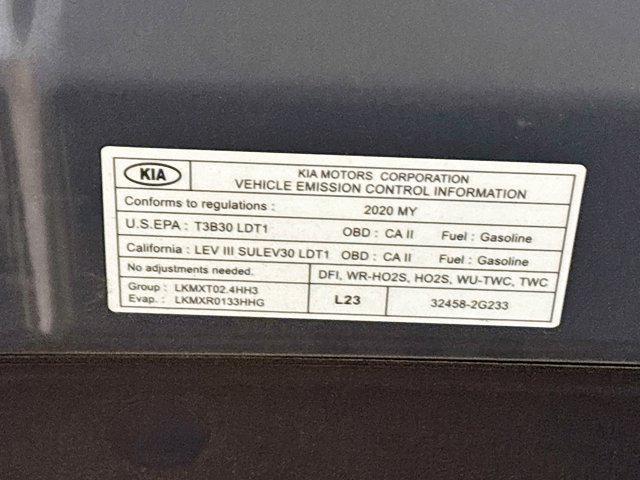 KIA
KIA MOTORS CORPORATION
VEHICLE EMISSION CONTROL INFORMATION
Conforms to regulations : 2020 MY
U.S.EPA : T3B30 LDT1 OBD : CA II Fuel : Gasoline
California : LEV III SULEV30 LDT1 OBD : CA II Fuel : Gasoline
No adjustments needed. DFI, WR-HO2S, HO2S, WU-TWC, TWC
Group : LKMXT02.4HH3
Evap. : LKMXR0133HHG
L23 32458-2G233